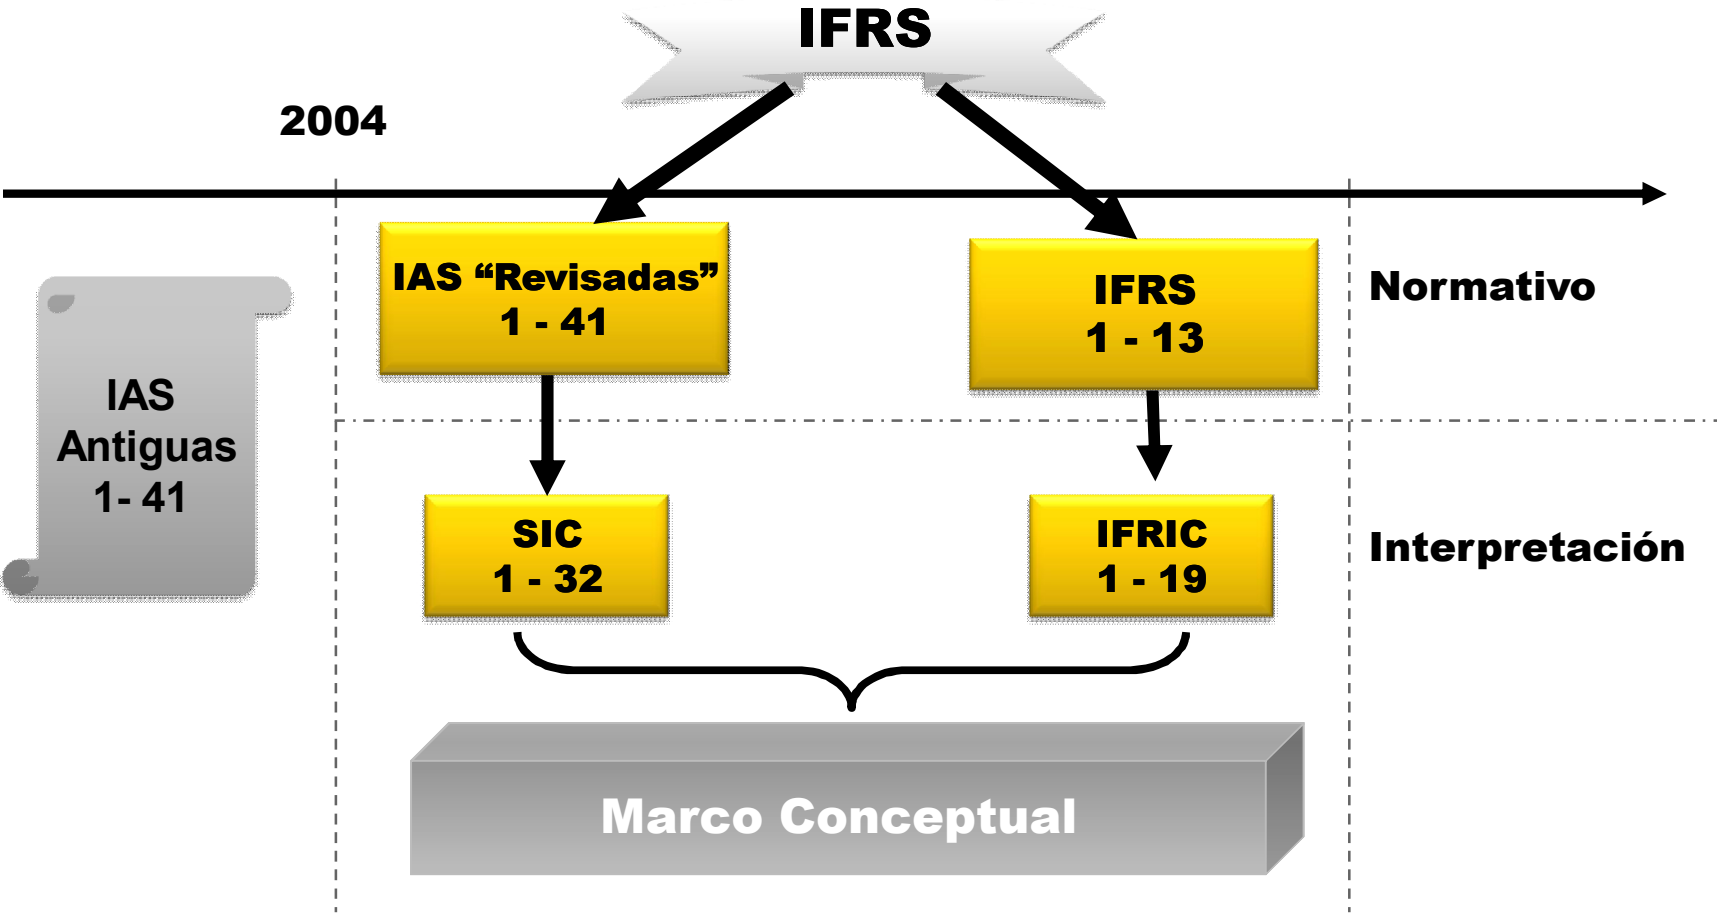 IFRS
2004
IAS “Revisadas”
1 - 41
IFRS
1 - 13
Normativo
IAS
Antiguas
1- 41
SIC
1 - 32
IFRIC
1 - 19
Interpretación
Marco Conceptual